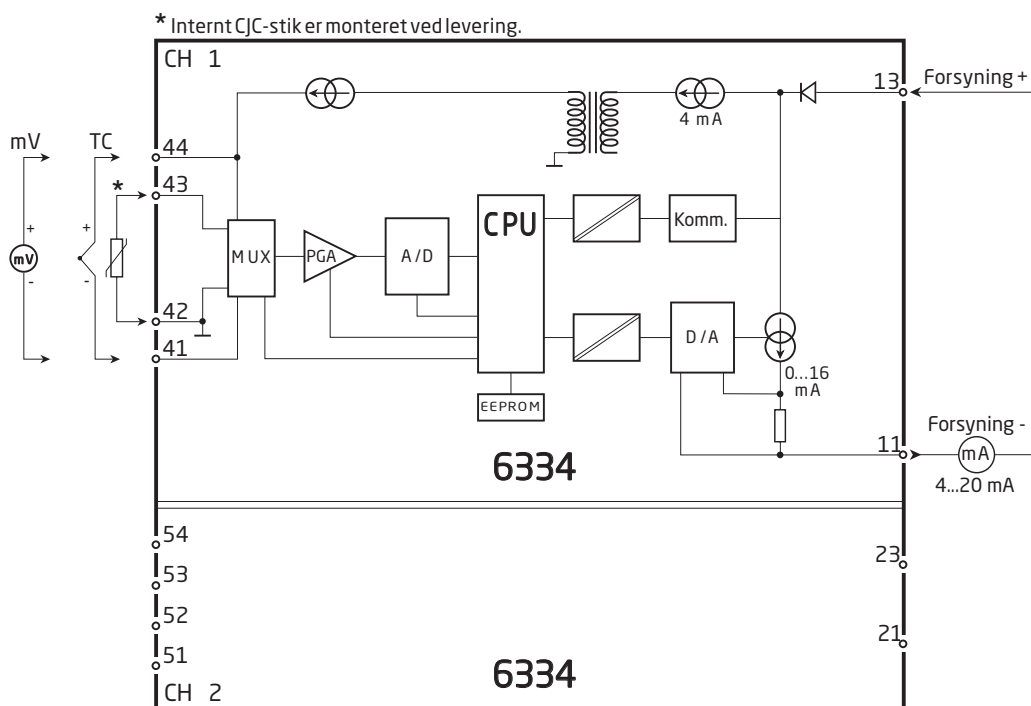 * Internt CJC-stik er monteret ved levering.
CH 1
13
Forsyning +
4 mA
mV
TC
44
*
43
CPU
Komm.
+
+
mV
MUX
PGA
A/D
-
-
42
41
D/A
0...16
mA
EEPROM
Forsyning -
11
mA
6334
4...20 mA
54
23
53
52
21
51
6334
CH 2